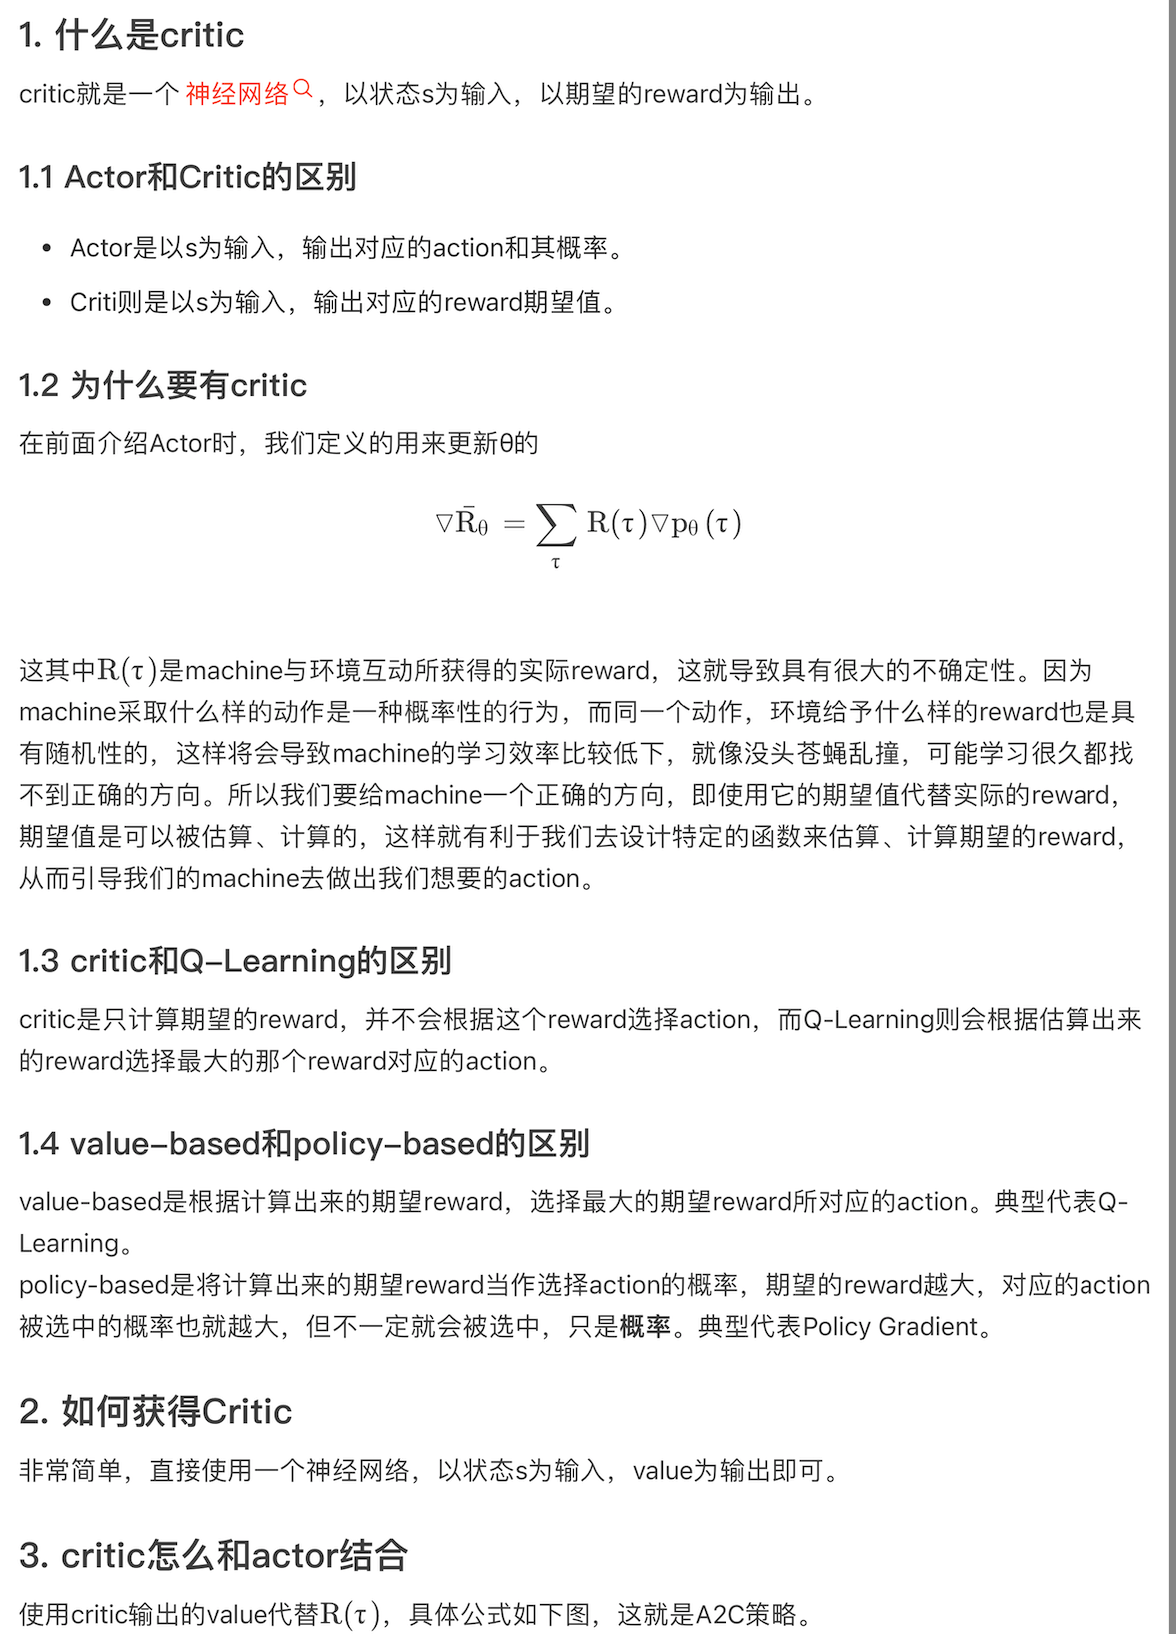 1. 什么是critic
critic就是一个 神经网络，以状态s为输入，以期望的reward为输出。
1.1 Actor和Critic的区别
• Actor是以s为输入，输出对应的action和其概率。
• Criti则是以s为输入，输出对应的reward期望值。
1.2 为什么要有critic
在前面介绍Actor时，我们定义的用来更新θ的
▽R̄θ = ∑τ R(τ)▽pθ(τ)
这其中R(τ)是machine与环境互动所获得的实际reward，这就导致具有很大的不确定性。因为
machine采取什么样的动作是一种概率性的行为，而同一个动作，环境给予什么样的reward也是具
有随机性的，这样将会导致machine的学习效率比较低下，就像没头苍蝇乱撞，可能学习很久都找
不到正确的方向。所以我们要给machine一个正确的方向，即使用它的期望值代替实际的reward，
期望值是可以被估算、计算的，这样就有利于我们去设计特定的函数来估算、计算期望的reward，
从而引导我们的machine去做出我们想要的action。
1.3 critic和Q-Learning的区别
critic是只计算期望的reward，并不会根据这个reward选择action，而Q-Learning则会根据估算出来
的reward选择最大的那个reward对应的action。
1.4 value-based和policy-based的区别
value-based是根据计算出来的期望reward，选择最大的期望reward所对应的action。典型代表Q-
Learning。
policy-based是将计算出来的期望reward当作选择action的概率，期望的reward越大，对应的action
被选中的概率也就越大，但不一定就会被选中，只是概率。典型代表Policy Gradient。
2. 如何获得Critic
非常简单，直接使用一个神经网络，以状态s为输入，value为输出即可。
3. critic怎么和actor结合
使用critic输出的value代替R(τ)，具体公式如下图，这就是A2C策略。